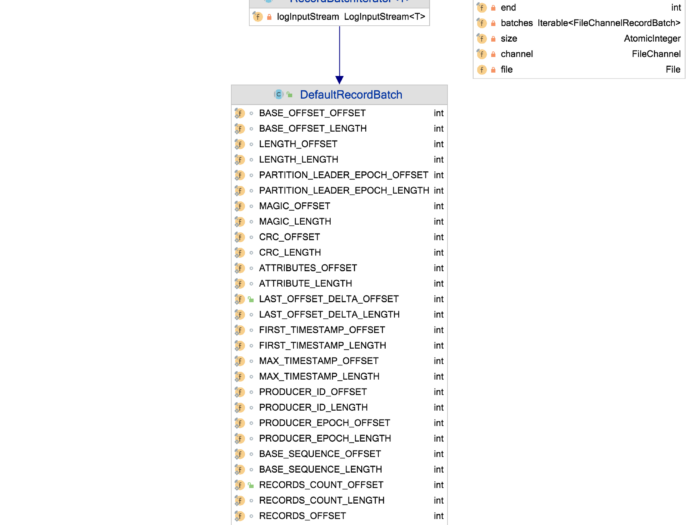 RecordBatchIterator <T>
logInputStream LogInputStream<T>
end int
batches Iterable<FileChannelRecordBatch>
size AtomicInteger
channel FileChannel
file File
DefaultRecordBatch
BASE_OFFSET_OFFSET int
BASE_OFFSET_LENGTH int
LENGTH_OFFSET int
LENGTH_LENGTH int
PARTITION_LEADER_EPOCH_OFFSET int
PARTITION_LEADER_EPOCH_LENGTH int
MAGIC_OFFSET int
MAGIC_LENGTH int
CRC_OFFSET int
CRC_LENGTH int
ATTRIBUTES_OFFSET int
ATTRIBUTE_LENGTH int
LAST_OFFSET_DELTA_OFFSET int
LAST_OFFSET_DELTA_LENGTH int
FIRST_TIMESTAMP_OFFSET int
FIRST_TIMESTAMP_LENGTH int
MAX_TIMESTAMP_OFFSET int
MAX_TIMESTAMP_LENGTH int
PRODUCER_ID_OFFSET int
PRODUCER_ID_LENGTH int
PRODUCER_EPOCH_OFFSET int
PRODUCER_EPOCH_LENGTH int
BASE_SEQUENCE_OFFSET int
BASE_SEQUENCE_LENGTH int
RECORDS_COUNT_OFFSET int
RECORDS_COUNT_LENGTH int
RECORDS_OFFSET int